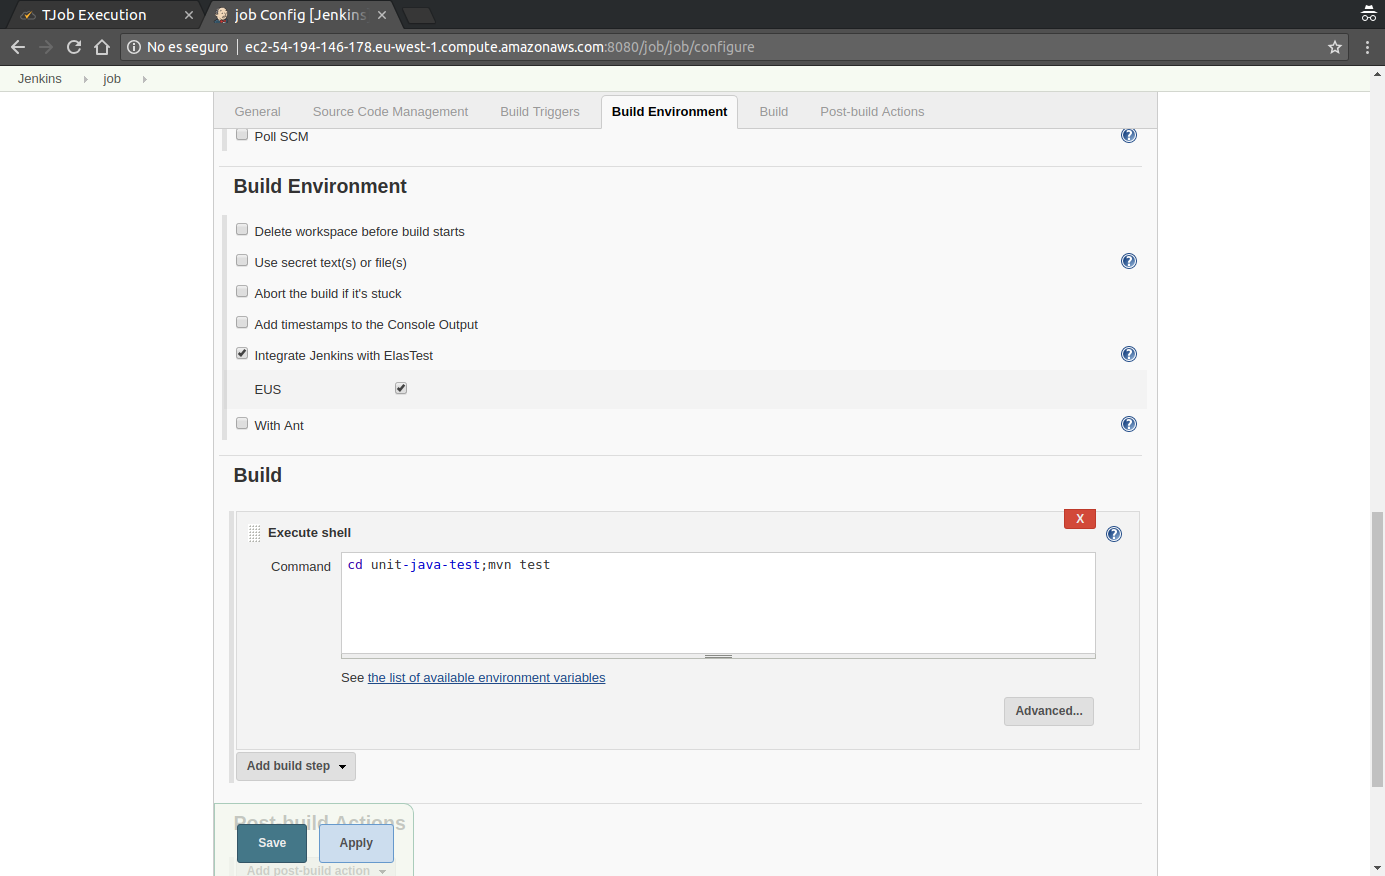 TJob Execution
job Config [Jenkins
No es seguro | ec2-54-194-146-178.eu-west-1.compute.amazonaws.com:8080/job/job/configure
Jenkins job
General Source Code Management Build Triggers Build Environment Build Post-build Actions
Poll SCM
Build Environment
Delete workspace before build starts
Use secret text(s) or file(s)
Abort the build if it's stuck
Add timestamps to the Console Output
Integrate Jenkins with ElasTest
EUS
With Ant
Build
X
Execute shell
Command
cd unit-java-test;mvn test
See the list of available environment variables
Advanced...
Add build step
Post-build Actions
Save Apply
Add post-build action